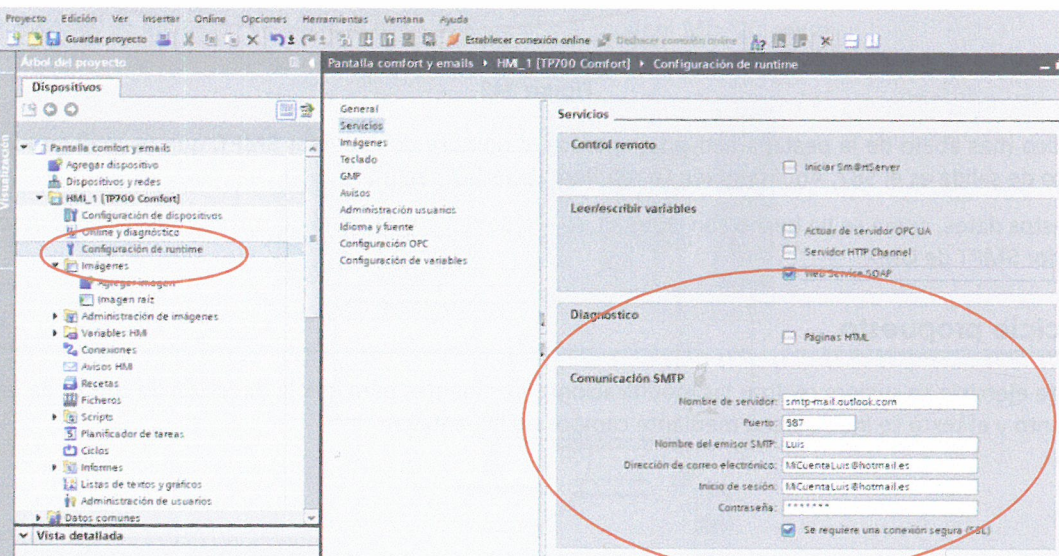 Proyecto Edición Ver Insertar Online Opciones Herramientas Ventana Ayuda
Guardar proyecto
Establecer conexión online
Deshacer conexión online
Árbol del proyecto
Dispositivos
Visualización
Pantalla comfort y emails
Agregar dispositivo
Dispositivos y redes
HMI_1 [TP700 Comfort]
Configuración de dispositivos
Online y diagnóstico
Configuración de runtime
Imágenes
Agregar imagen
Imagen raíz
Administración de imágenes
Variables HMI
Conexiones
Avisos HMI
Recetas
Ficheros
Scripts
Planificador de tareas
Ciclos
Informes
Listas de textos y gráficos
Administración de usuarios
Datos comunes
Vista detallada
Pantalla comfort y emails HMI_1 [TP700 Comfort] Configuración de runtime
General
Servicios
Imágenes
Teclado
GMP
Avisos
Administración usuarios
Idioma y fuente
Configuración OPC
Configuración de variables
Servicios
Control remoto
Iniciar Sm@rtServer
Leer/escribir variables
Actuar de servidor OPC UA
Servidor HTTP Channel
Web Service SOAP
Diagnóstico
Páginas HTML
Comunicación SMTP
Nombre de servidor: smtp-mail.outlook.com
Puerto: 587
Nombre del emisor SMTP: Luis
Dirección de correo electrónico: MiCuentaLuis@hotmail.es
Inicio de sesión: MiCuentaLuis@hotmail.es
Contraseña: *******
Se requiere una conexión segura (SSL)